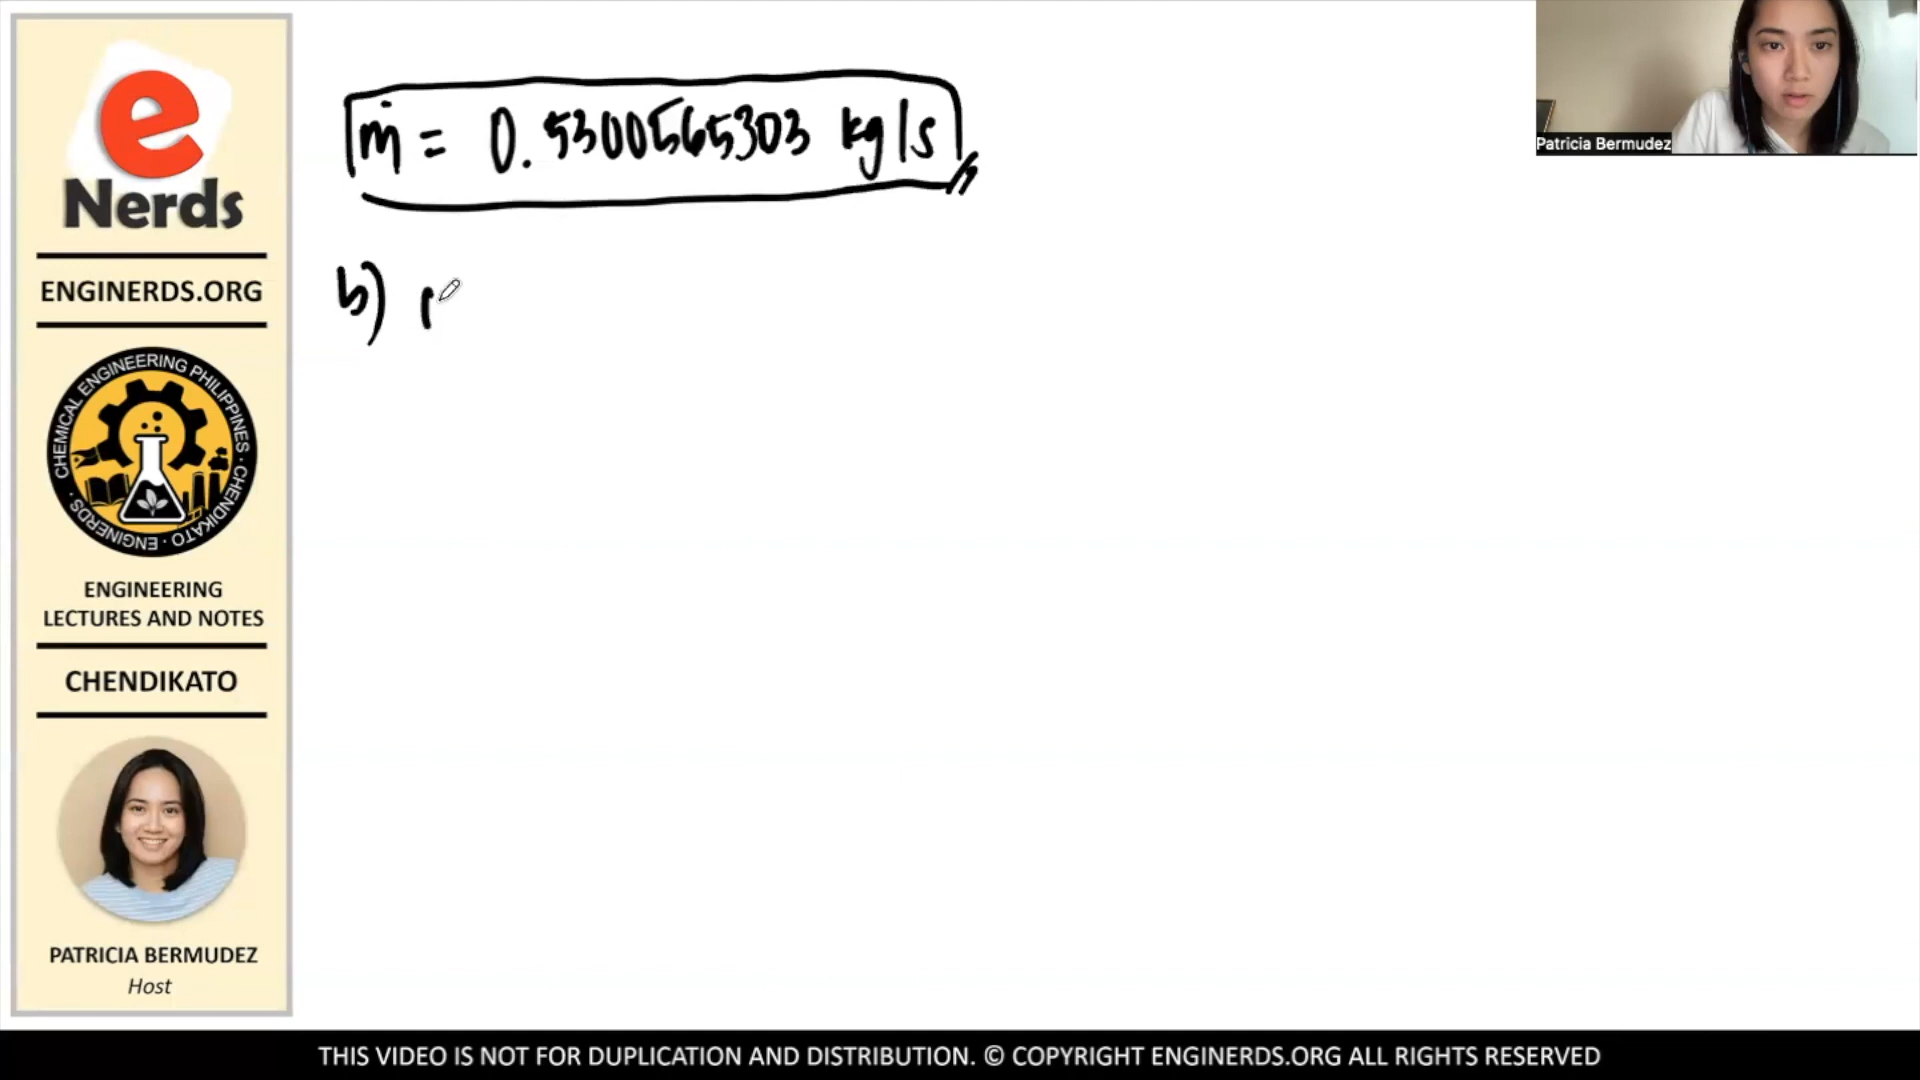 e
Nerds
ENGINERDS.ORG
CHEMICAL ENGINEERING PHILIPPINES · CHENDIKATO · ENGINERDS ·
ENGINEERING
LECTURES AND NOTES
CHENDIKATO
PATRICIA BERMUDEZ
Host
ṁ = 0.5300565303 kg/s
b)
Patricia Bermudez
THIS VIDEO IS NOT FOR DUPLICATION AND DISTRIBUTION. © COPYRIGHT ENGINERDS.ORG ALL RIGHTS RESERVED